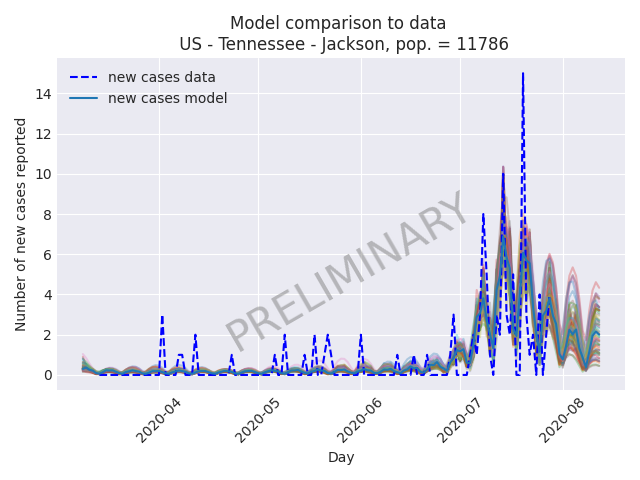 Model comparison to data
US - Tennessee - Jackson, pop. = 11786
new cases data
new cases model
Number of new cases reported
14
12
10
8
6
4
2
0
PRELIMINARY
2020-04
2020-05
2020-06
2020-07
2020-08
Day